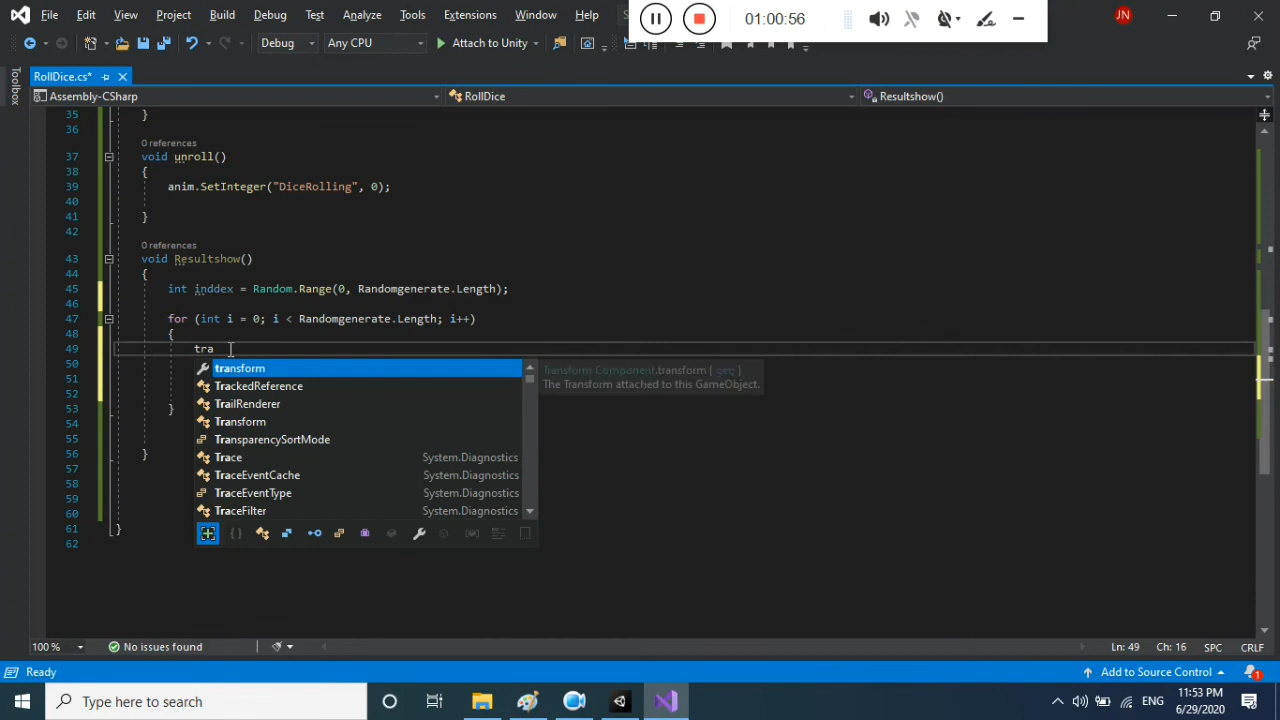 File Edit View Project Build Debug Test Analyze Tools Extensions Window Help
01:00:56
JN
Debug Any CPU Attach to Unity
Toolbox
RollDice.cs*
Assembly-CSharp RollDice Resultshow()
35 }
36
0 references
37 void unroll()
38 {
39 anim.SetInteger("DiceRolling", 0);
40
41 }
42
0 references
43 void Resultshow()
44 {
45 int inddex = Random.Range(0, Randomgenerate.Length);
46
47 for (int i = 0; i < Randomgenerate.Length; i++)
48 {
49 tra
50 transform Transform Component.transform { get; }
The Transform attached to this GameObject.
51 TrackedReference
52 TrailRenderer
53 } Transform
54 TransparencySortMode
55 Trace System.Diagnostics
56 } TraceEventCache System.Diagnostics
57 TraceEventType System.Diagnostics
58 TraceFilter System.Diagnostics
59
60
61 }
62
100 % No issues found Ln: 49 Ch: 16 SPC CRLF
Ready Add to Source Control 1
Type here to search ENG 11:53 PM
6/29/2020